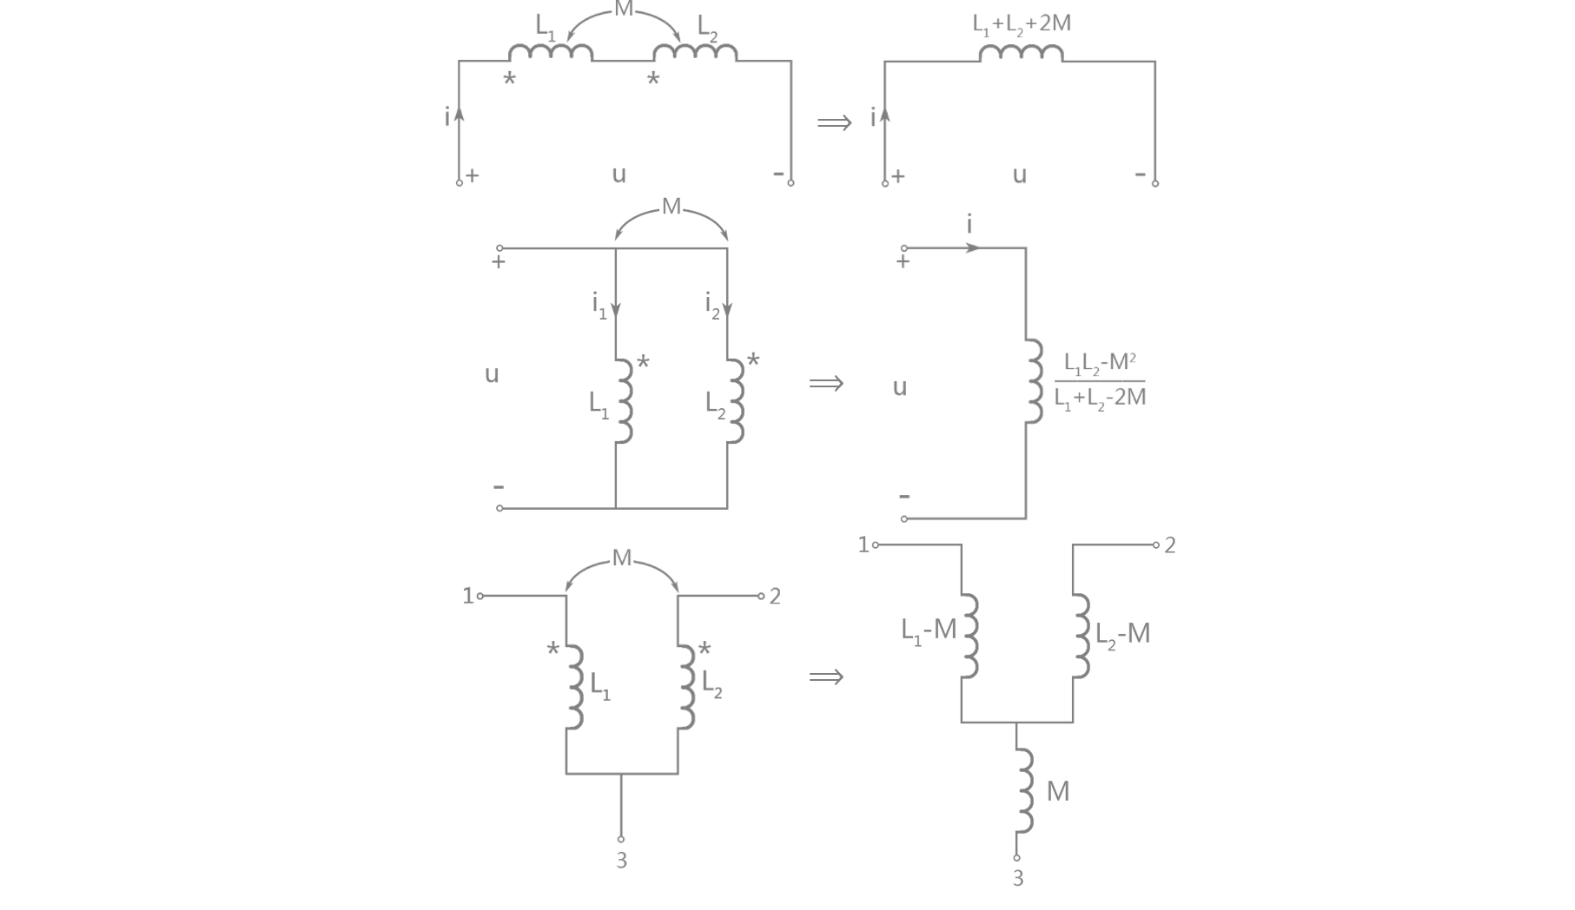 M
L₁ L₂
* *
i
+ u -
⇒
L₁+L₂+2M
i
+ u -
M
+
i₁ i₂
* *
u
L₁ L₂
-
⇒
i
+
u
L₁L₂-M²
L₁+L₂-2M
-
M
1 2
* *
L₁ L₂
3
⇒
1 2
L₁-M L₂-M
M
3